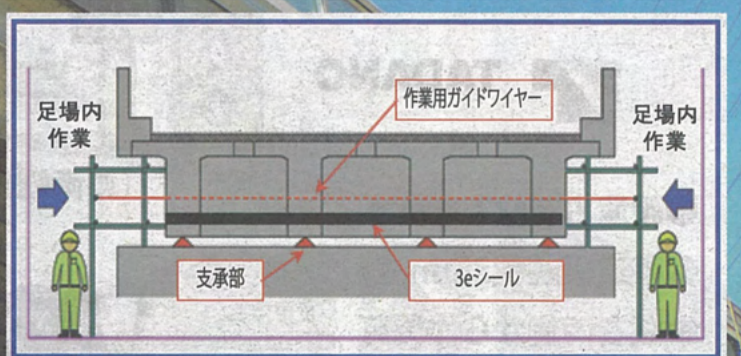 足場内
作業
作業用ガイドワイヤー
足場内
作業
支承部
3eシール